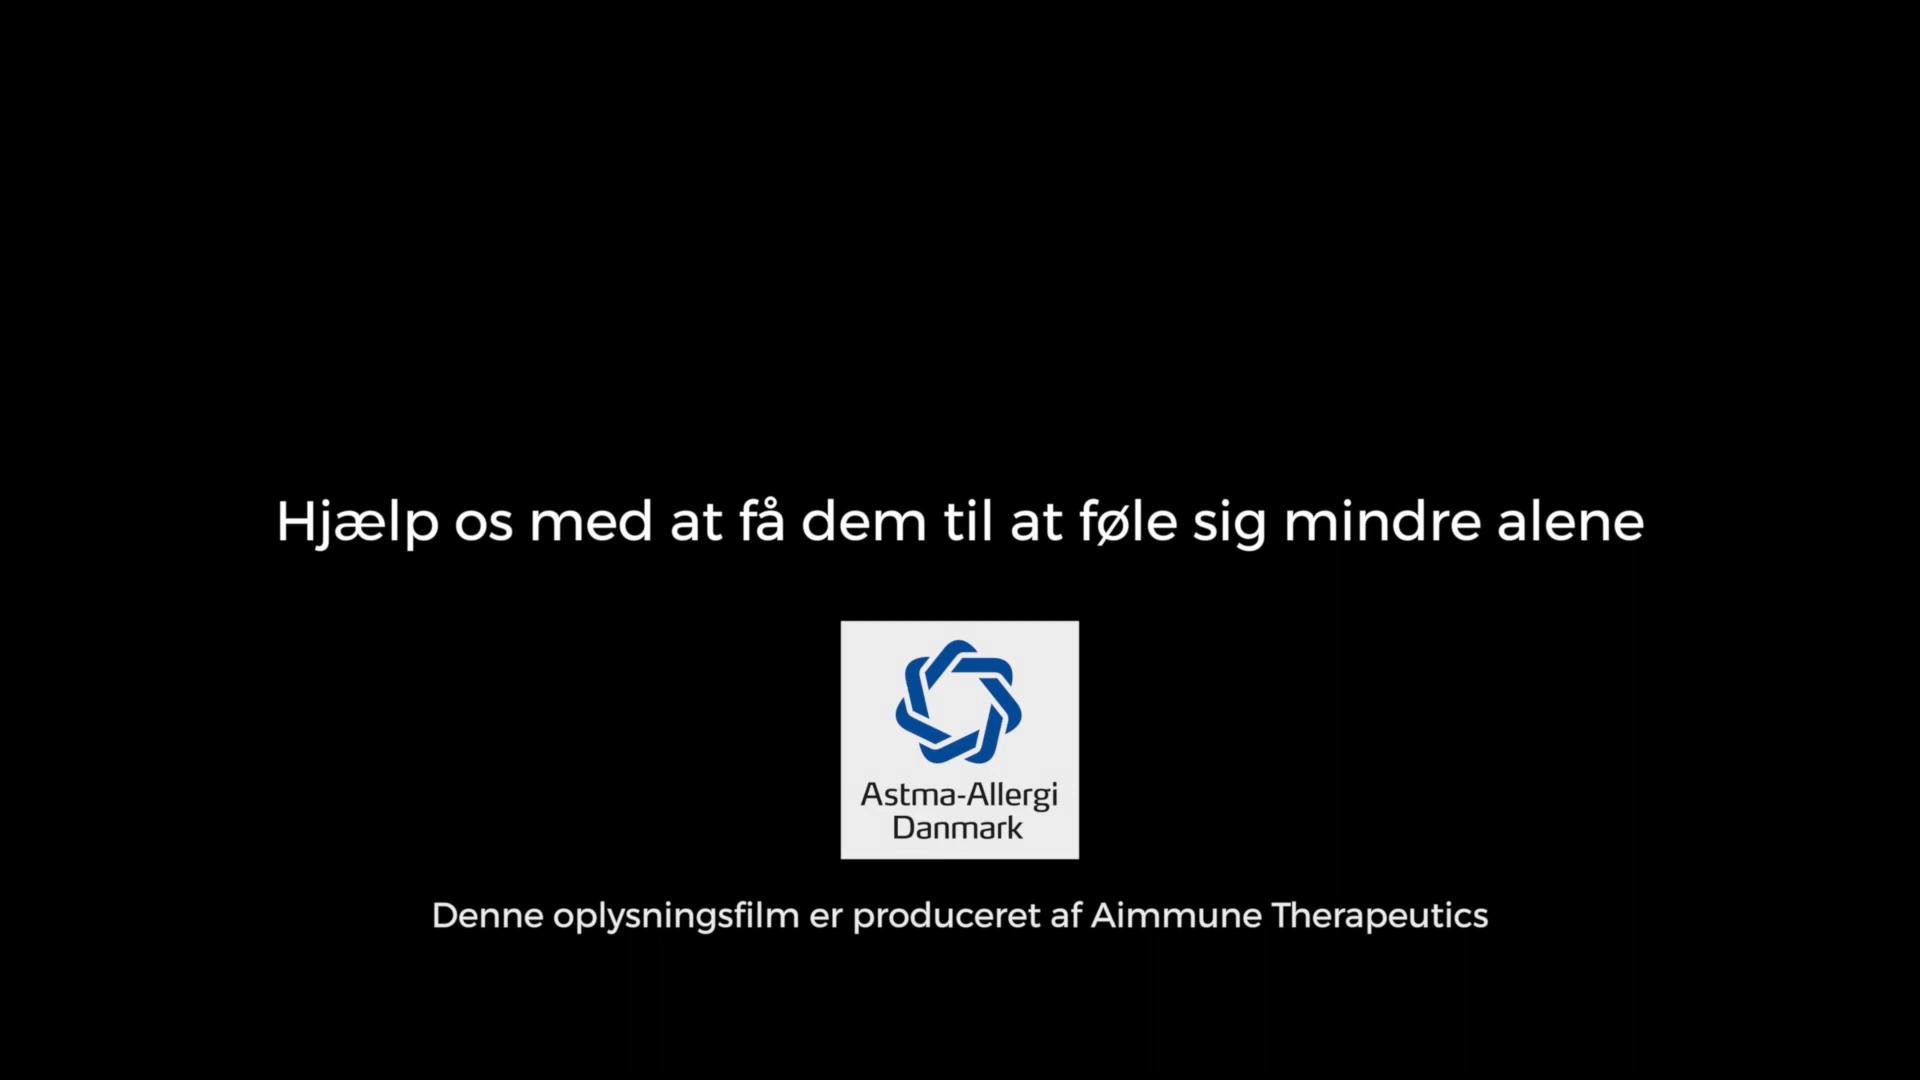 Hjælp os med at få dem til at føle sig mindre alene
Astma-Allergi
Danmark
Denne oplysningsfilm er produceret af Aimmune Therapeutics